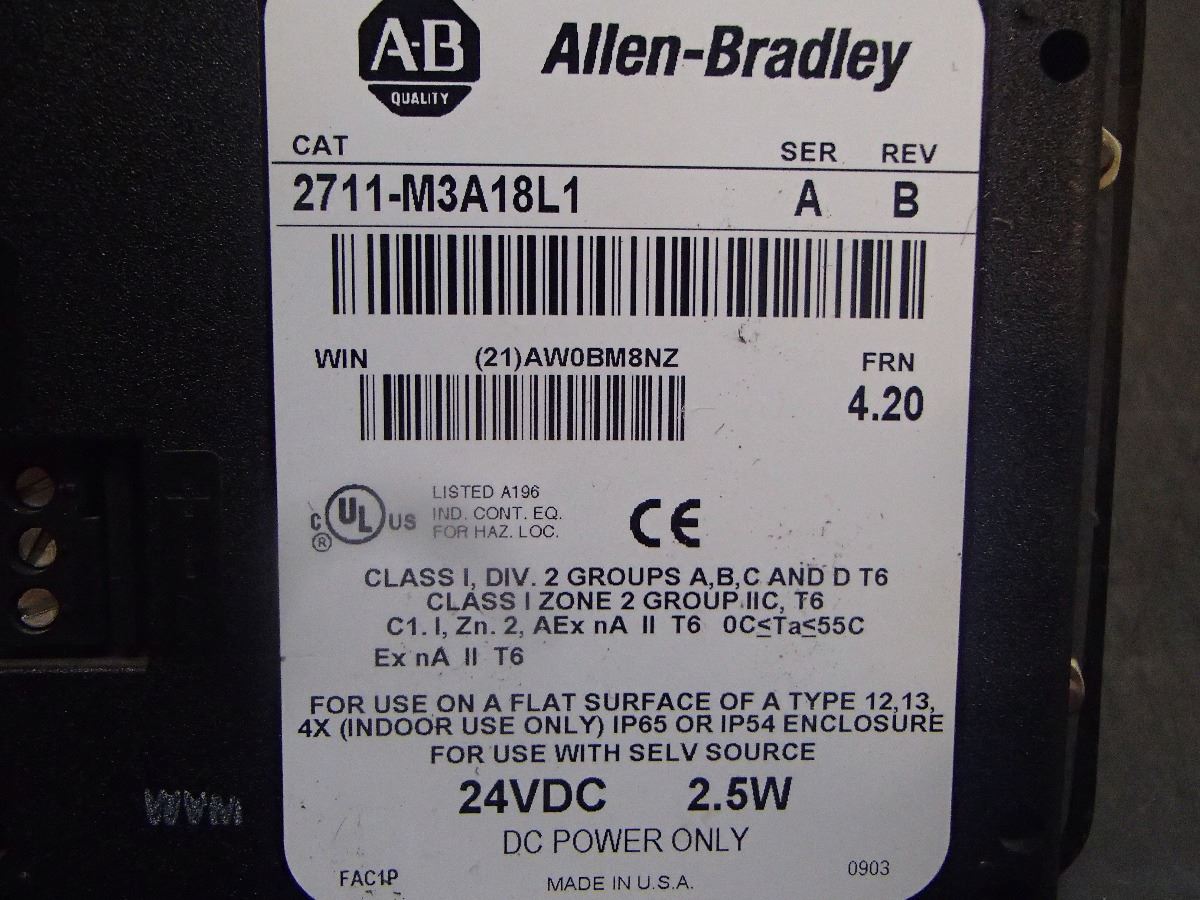 A-B
QUALITY
Allen-Bradley
CAT SER REV
2711-M3A18L1 A B
WIN (21)AW0BM8NZ FRN
4.20
C UL US ®
LISTED A196
IND. CONT. EQ.
FOR HAZ. LOC.
CE
CLASS I, DIV. 2 GROUPS A,B,C AND D T6
CLASS I ZONE 2 GROUP IIC, T6
C1. I, Zn. 2, AEx nA II T6 0C≤Ta≤55C
Ex nA II T6
FOR USE ON A FLAT SURFACE OF A TYPE 12,13,
4X (INDOOR USE ONLY) IP65 OR IP54 ENCLOSURE
FOR USE WITH SELV SOURCE
24VDC 2.5W
DC POWER ONLY
FAC1P MADE IN U.S.A. 0903